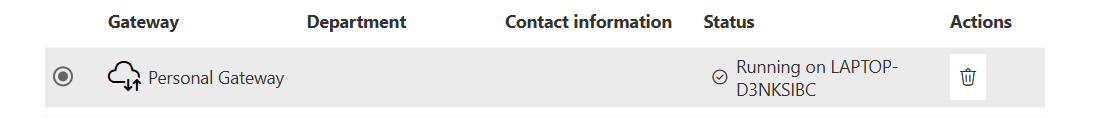 Gateway Department Contact information Status Actions
Personal Gateway Running on LAPTOP-
D3NKSIBC